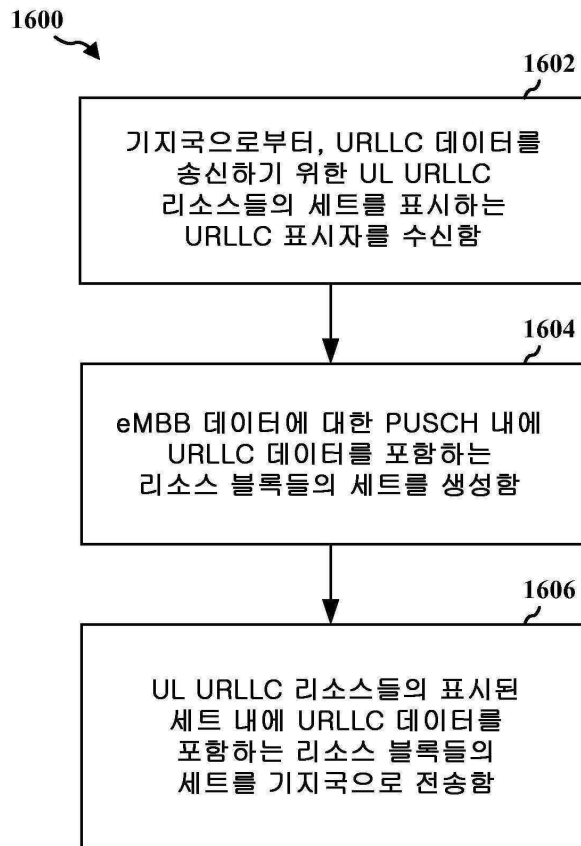 1600
1602
기지국으로부터, URLLC 데이터를
송신하기 위한 UL URLLC
리소스들의 세트를 표시하는
URLLC 표시자를 수신함
1604
eMBB 데이터에 대한 PUSCH 내에
URLLC 데이터를 포함하는
리소스 블록들의 세트를 생성함
1606
UL URLLC 리소스들의 표시된
세트 내에 URLLC 데이터를
포함하는 리소스 블록들의
세트를 기지국으로 전송함